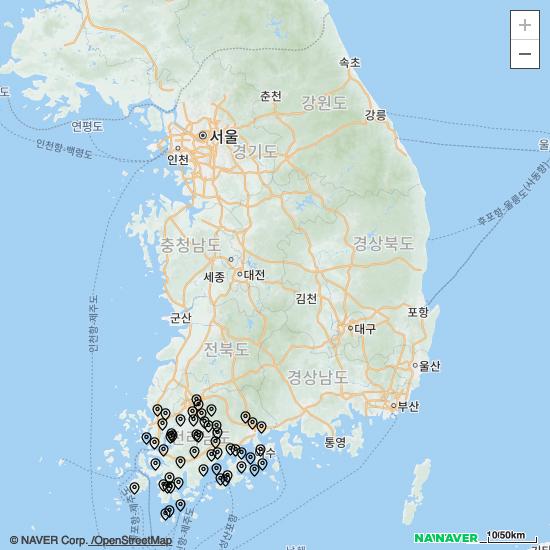 속초
춘천
강원도
강릉
연평도
서울
인천
경기도
울
인천항-백령도
후포항-울릉도(사동항)
충청남도
경상북도
세종
대전
인천항-제주도
김천
군산
포항
대구
전북도
울산
경상남도
부산
통영
수
10/50km
© NAVER Corp. /OpenStreetMap
NAVER